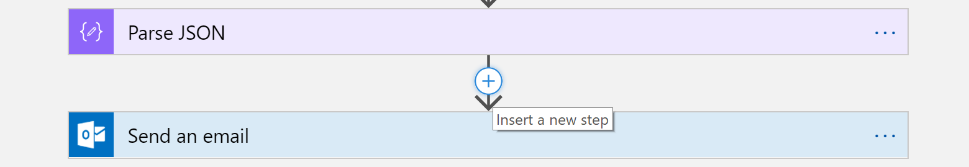 Parse JSON
Insert a new step
Send an email